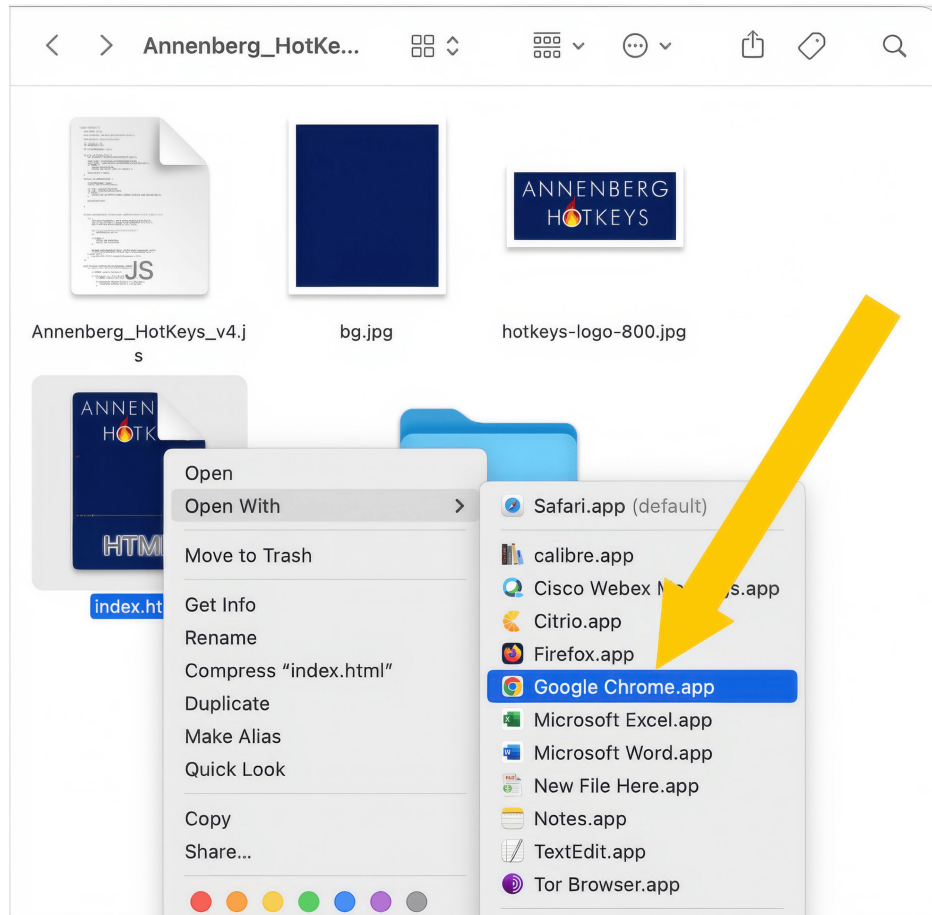 Annenberg_HotKe...
JS
ANNENBERG
HOTKEYS
Annenberg_HotKeys_v4.j
s
bg.jpg
hotkeys-logo-800.jpg
ANNEN
HOTK
HTM
index.ht
Open
Open With
Move to Trash
Get Info
Rename
Compress “index.html”
Duplicate
Make Alias
Quick Look
Copy
Share...
Safari.app (default)
calibre.app
Cisco Webex s.app
Citrio.app
Firefox.app
Google Chrome.app
Microsoft Excel.app
Microsoft Word.app
New File Here.app
Notes.app
TextEdit.app
Tor Browser.app